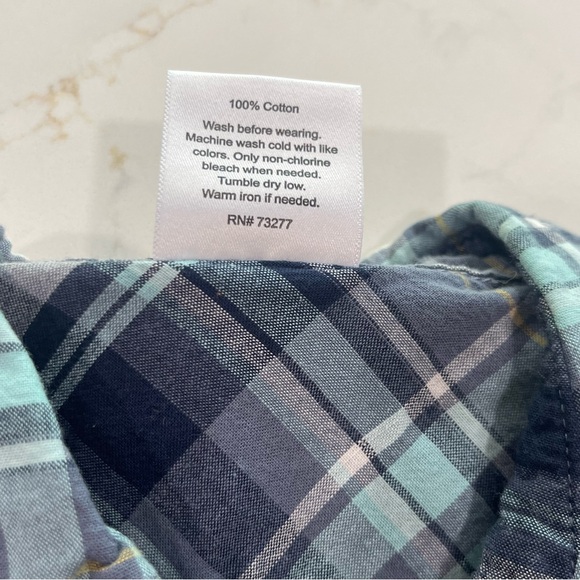 100% Cotton
Wash before wearing.
Machine wash cold with like
colors. Only non-chlorine
bleach when needed.
Tumble dry low.
Warm iron if needed.
RN# 73277